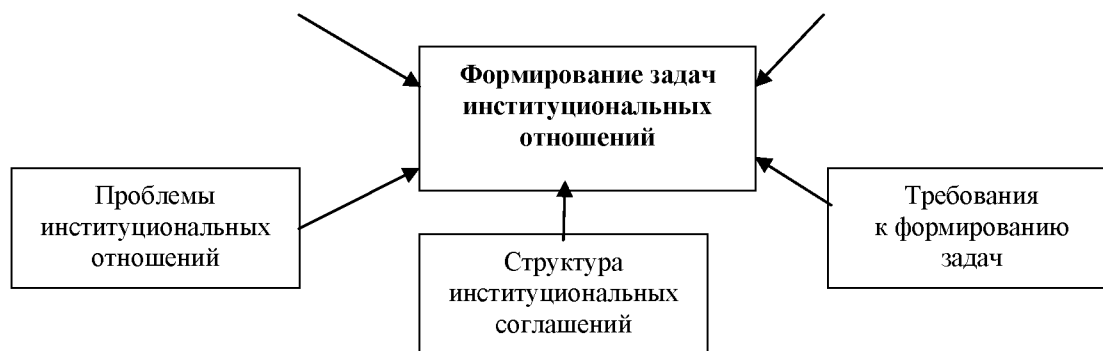 Формирование задач
институциональных
отношений
Проблемы
институциональных
отношений
Структура
институциональных
соглашений
Требования
к формированию
задач